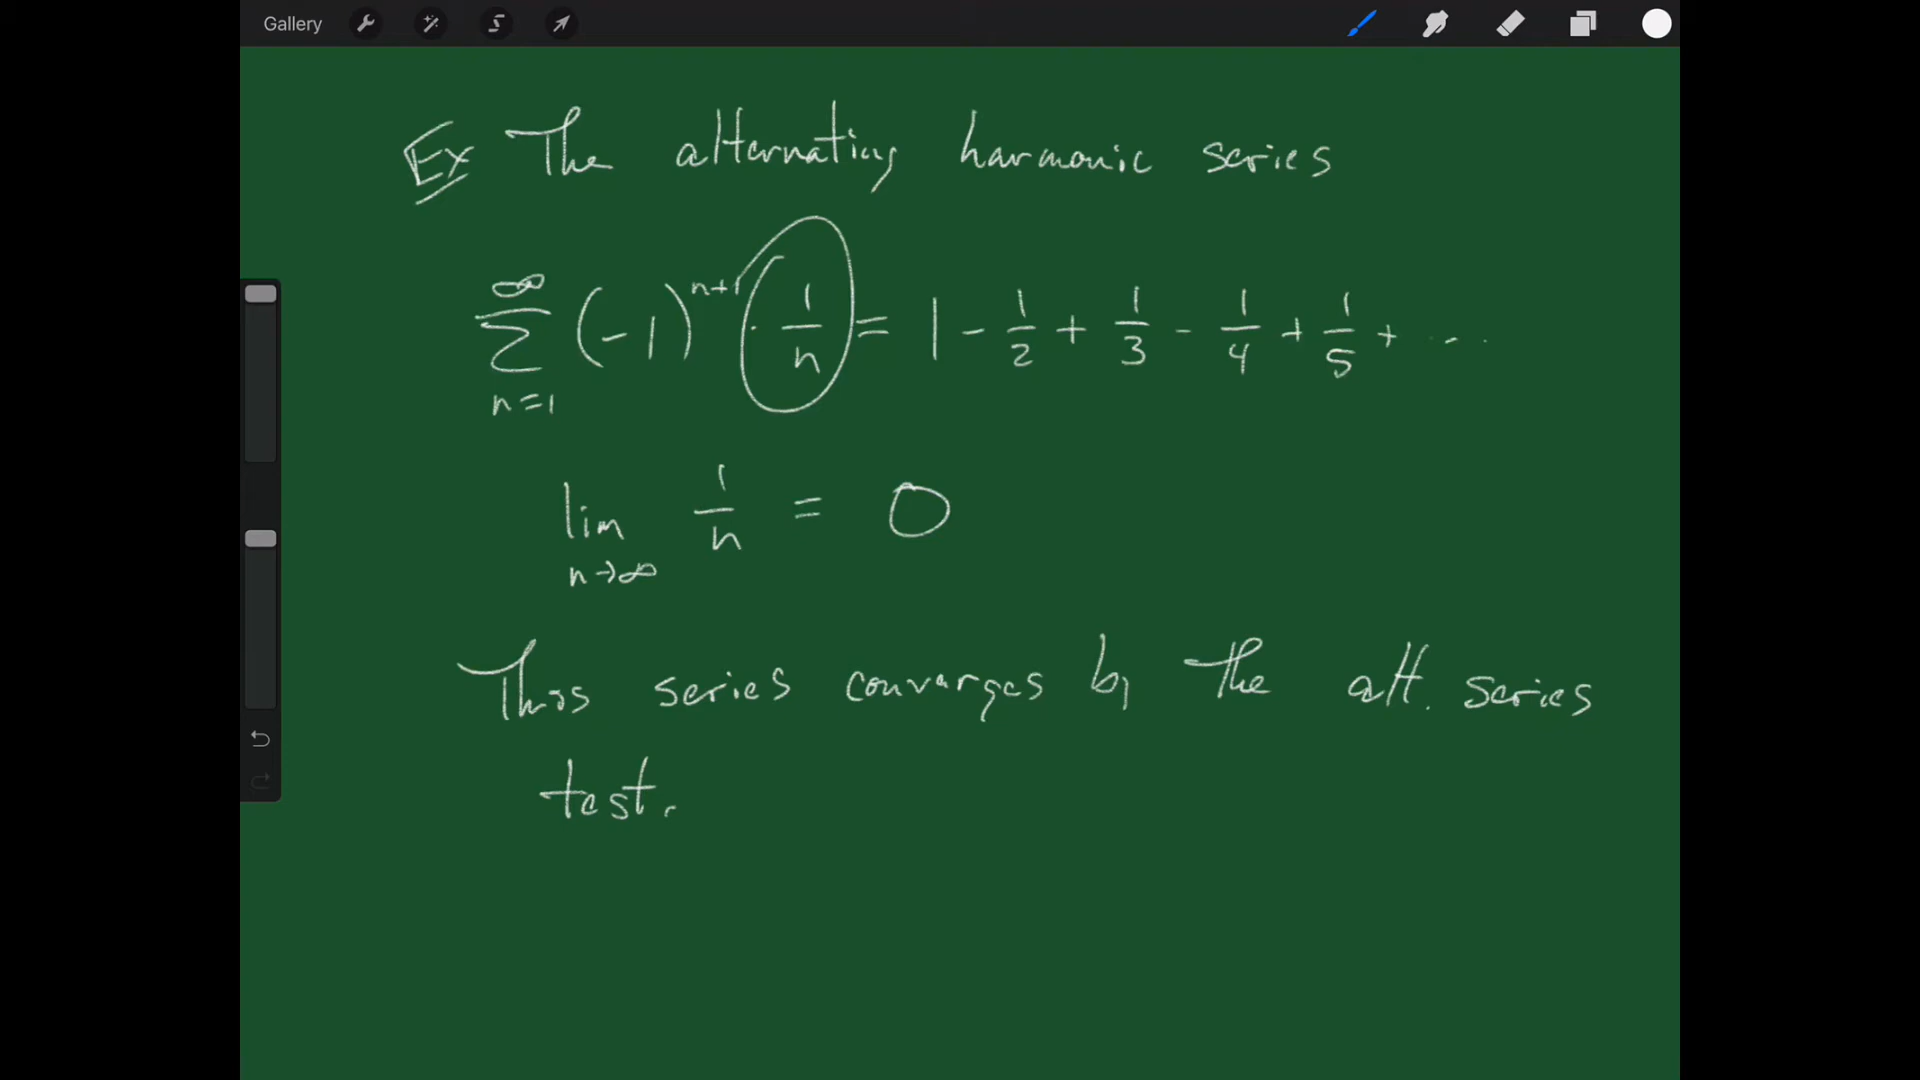 Gallery
Ex The alternating harmonic series
∞ ∑ n=1 (-1)^{n+1} · 1/n = 1 - 1/2 + 1/3 - 1/4 + 1/5 + ...
lim n→∞ 1/n = 0
This series converges by the alt. series
test.